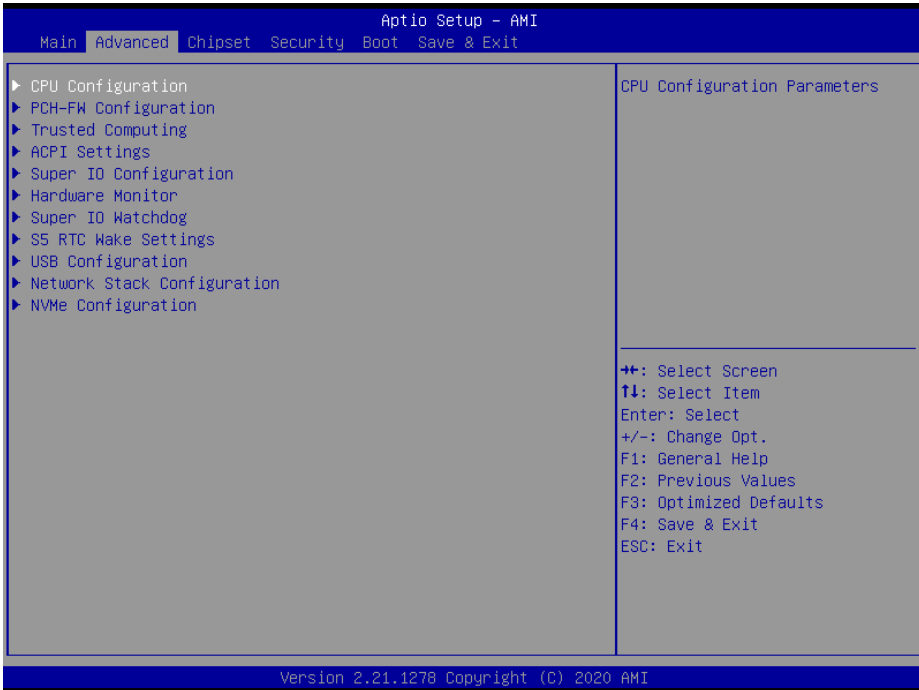 Aptio Setup – AMI
Main Advanced Chipset Security Boot Save & Exit
CPU Configuration
PCH-FW Configuration
Trusted Computing
ACPI Settings
Super IO Configuration
Hardware Monitor
Super IO Watchdog
S5 RTC Wake Settings
USB Configuration
Network Stack Configuration
NVMe Configuration
CPU Configuration Parameters
→←: Select Screen
↑↓: Select Item
Enter: Select
+/-: Change Opt.
F1: General Help
F2: Previous Values
F3: Optimized Defaults
F4: Save & Exit
ESC: Exit
Version 2.21.1278 Copyright (C) 2020 AMI